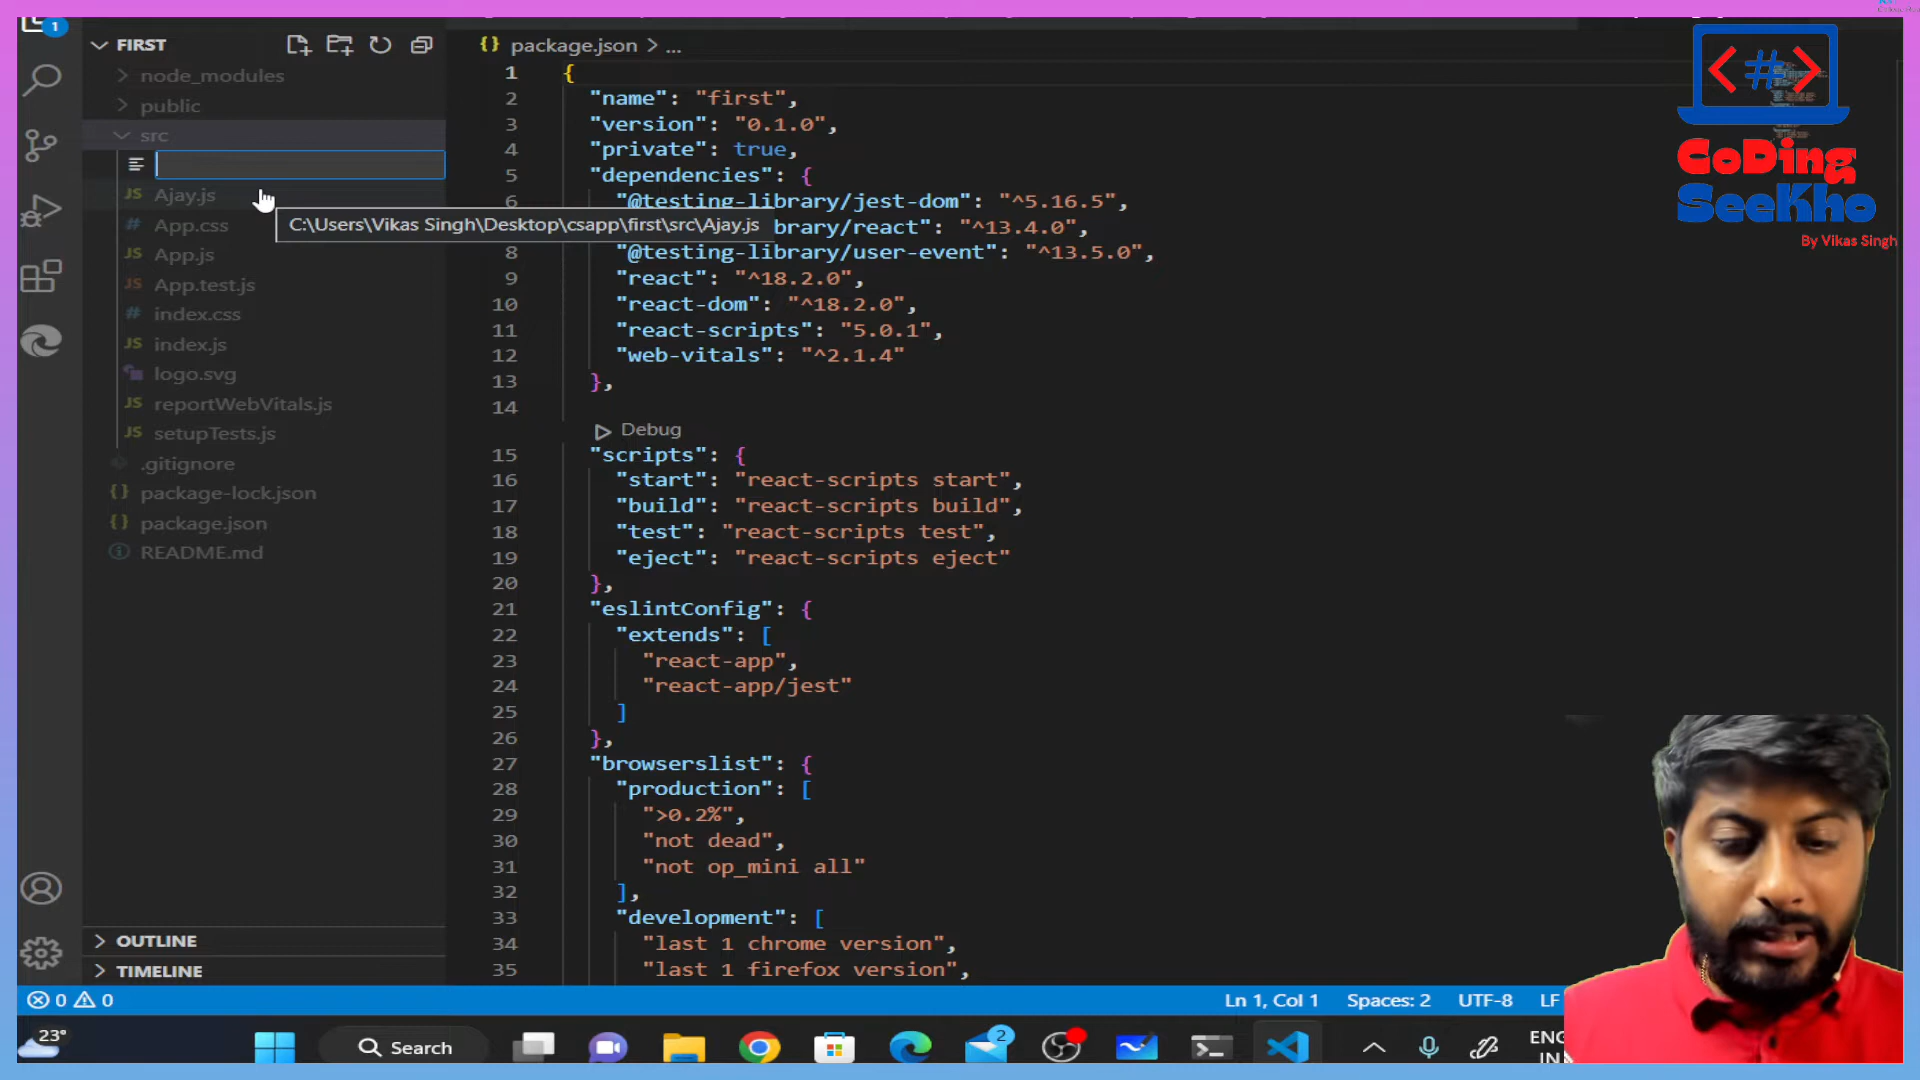 1
FIRST
package.json > ...
node_modules
public
src
Ajay.js
C:\Users\Vikas Singh\Desktop\csapp\first\src\Ajay.js
App.css
App.js
App.test.js
index.css
index.js
logo.svg
reportWebVitals.js
setupTests.js
.gitignore
package-lock.json
package.json
README.md
OUTLINE
TIMELINE
1 {
2 "name": "first",
3 "version": "0.1.0",
4 "private": true,
5 "dependencies": {
6 "@testing-library/jest-dom": "^5.16.5",
brary/react": "^13.4.0",
8 "@testing-library/user-event": "^13.5.0",
9 "react": "^18.2.0",
10 "react-dom": "^18.2.0",
11 "react-scripts": "5.0.1",
12 "web-vitals": "^2.1.4"
13 },
14
Debug
15 "scripts": {
16 "start": "react-scripts start",
17 "build": "react-scripts build",
18 "test": "react-scripts test",
19 "eject": "react-scripts eject"
20 },
21 "eslintConfig": {
22 "extends": [
23 "react-app",
24 "react-app/jest"
25 ]
26 },
27 "browserslist": {
28 "production": [
29 ">0.2%",
30 "not dead",
31 "not op_mini all"
32 ],
33 "development": [
34 "last 1 chrome version",
35 "last 1 firefox version",
<#>
CoDing
SeeKho
By Vikas Singh
0 0
Ln 1, Col 1 Spaces: 2 UTF-8 LF
23°
Search
2
ENG
IN